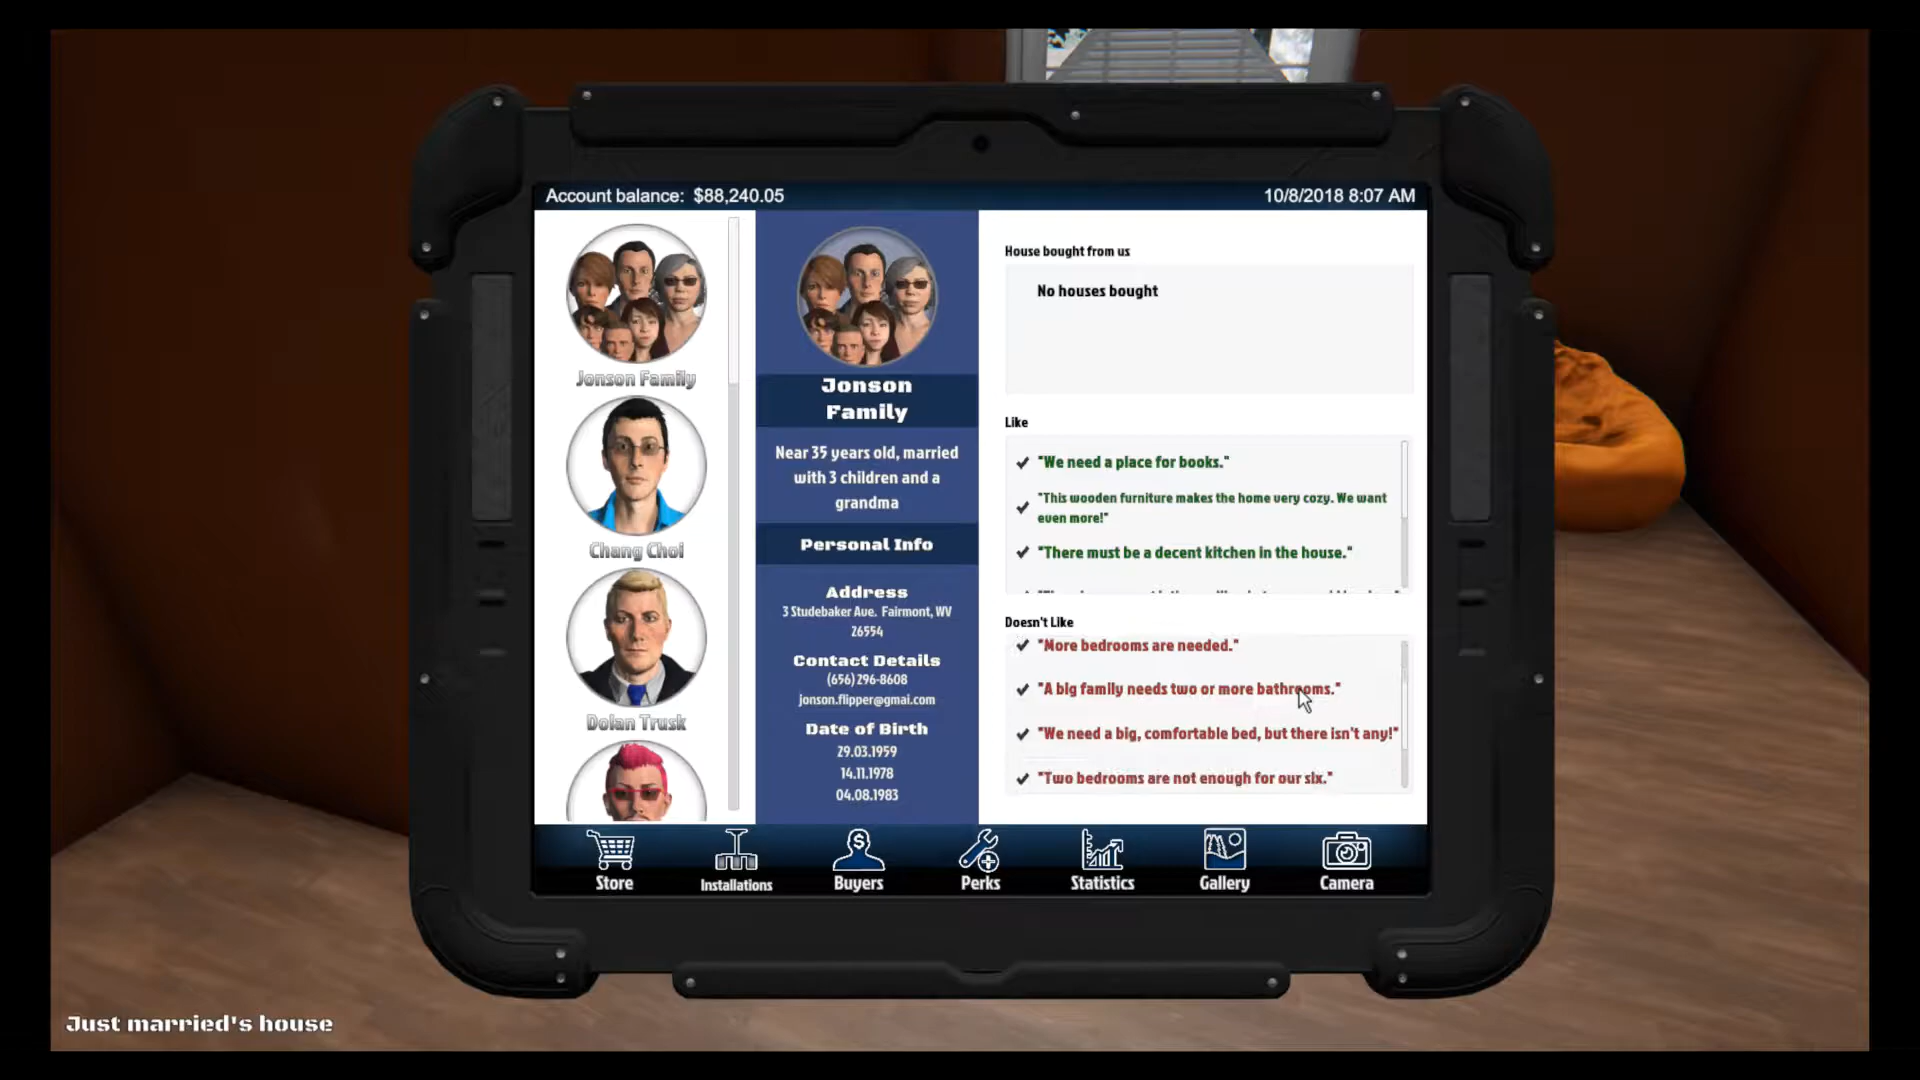 Account balance: $88,240.05
10/8/2018 8:07 AM
Jonson Family
Chang Choi
Dolan Trusk
Jonson
Family
Near 35 years old, married
with 3 children and a
grandma
Personal Info
Address
3 Studebaker Ave. Fairmont, WV
26554
Contact Details
(656) 296-8608
jonson.flipper@gmai.com
Date of Birth
29.03.1959
14.11.1978
04.08.1983
House bought from us
No houses bought
Like
"We need a place for books."
"This wooden furniture makes the home very cozy. We want
even more!"
"There must be a decent kitchen in the house."
Doesn't Like
"More bedrooms are needed."
"A big family needs two or more bathrooms."
"We need a big, comfortable bed, but there isn't any!"
"Two bedrooms are not enough for our six."
Store
Installations
Buyers
Perks
Statistics
Gallery
Camera
Just married's house